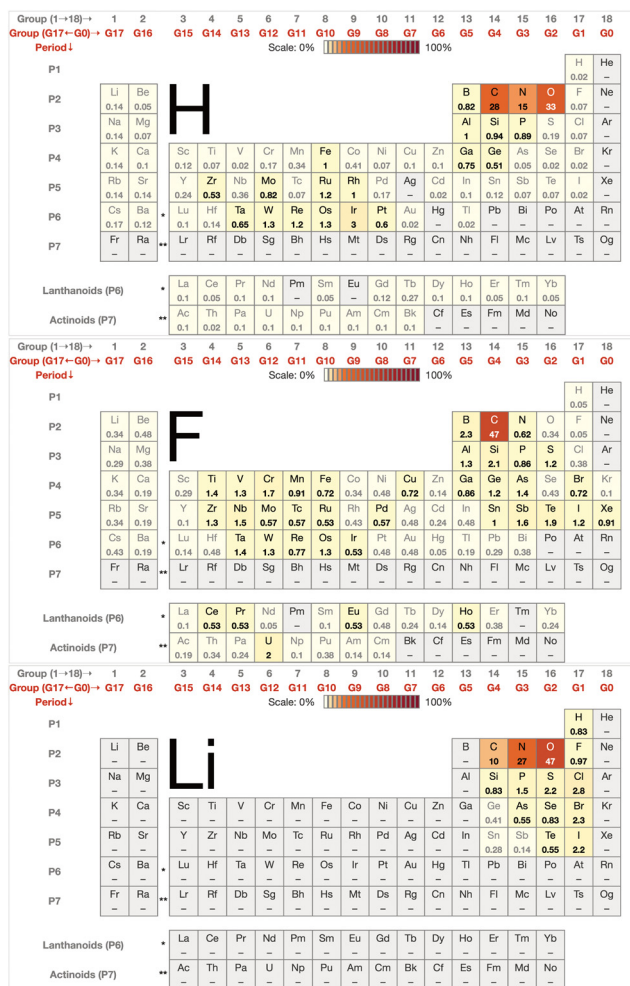 Group (1→18)→ 1 2 3 4 5 6 7 8 9 10 11 12 13 14 15 16 17 18
Group (G17←G0)→ G17 G16 G15 G14 G13 G12 G11 G10 G9 G8 G7 G6 G5 G4 G3 G2 G1 G0
Period↓ Scale: 0% 100%
P1 H He
0.02 –
P2 Li Be H B C N O F Ne
0.14 0.05 0.82 28 15 33 0.07 –
P3 Na Mg Al Si P S Cl Ar
0.14 0.07 1 0.94 0.89 0.19 0.07 –
P4 K Ca Sc Ti V Cr Mn Fe Co Ni Cu Zn Ga Ge As Se Br Kr
0.14 0.1 0.12 0.07 0.02 0.17 0.34 1 0.41 0.07 0.1 0.1 0.75 0.51 0.05 0.02 0.02 –
P5 Rb Sr Y Zr Nb Mo Tc Ru Rh Pd Ag Cd In Sn Sb Te I Xe
0.14 0.14 0.24 0.53 0.36 0.82 0.07 1.2 1 0.17 – 0.02 0.1 0.12 0.07 0.07 0.02 –
P6 Cs Ba * Lu Hf Ta W Re Os Ir Pt Au Hg Tl Pb Bi Po At Rn
0.17 0.12 0.1 0.14 0.65 1.3 1.2 1.3 3 0.6 0.02 – 0.02 – – – – –
P7 Fr Ra ** Lr Rf Db Sg Bh Hs Mt Ds Rg Cn Nh Fl Mc Lv Ts Og
– – – – – – – – – – – – – – – – – –
Lanthanoids (P6) * La Ce Pr Nd Pm Sm Eu Gd Tb Dy Ho Er Tm Yb
0.1 0.05 0.1 0.1 – 0.05 – 0.12 0.27 0.1 0.1 0.05 0.1 0.05
Actinoids (P7) ** Ac Th Pa U Np Pu Am Cm Bk Cf Es Fm Md No
0.1 0.02 0.1 0.1 0.1 0.1 0.1 0.1 0.1 – – – – –
Group (1→18)→ 1 2 3 4 5 6 7 8 9 10 11 12 13 14 15 16 17 18
Group (G17←G0)→ G17 G16 G15 G14 G13 G12 G11 G10 G9 G8 G7 G6 G5 G4 G3 G2 G1 G0
Period↓ Scale: 0% 100%
P1 H He
0.05 –
P2 Li Be F B C N O F Ne
0.34 0.48 2.3 47 0.62 0.34 0.05 –
P3 Na Mg Al Si P S Cl Ar
0.29 0.38 1.3 2.1 0.86 1.2 0.38 –
P4 K Ca Sc Ti V Cr Mn Fe Co Ni Cu Zn Ga Ge As Se Br Kr
0.34 0.19 0.29 1.4 1.3 1.7 0.91 0.72 0.34 0.48 0.72 0.14 0.86 1.2 1.4 0.43 0.72 0.1
P5 Rb Sr Y Zr Nb Mo Tc Ru Rh Pd Ag Cd In Sn Sb Te I Xe
0.34 0.19 0.1 1.3 1.5 0.57 0.57 0.53 0.43 0.57 0.48 0.24 0.14 1 1.6 1.9 1.2 0.91
P6 Cs Ba * Lu Hf Ta W Re Os Ir Pt Au Hg Tl Pb Bi Po At Rn
0.43 0.19 0.14 0.48 1.4 1.3 0.77 1.3 0.53 0.48 0.48 0.05 0.19 0.29 0.38 – – –
P7 Fr Ra ** Lr Rf Db Sg Bh Hs Mt Ds Rg Cn Nh Fl Mc Lv Ts Og
– – – – – – – – – – – – – – – – – –
Lanthanoids (P6) * La Ce Pr Nd Pm Sm Eu Gd Tb Dy Ho Er Tm Yb
0.1 0.53 0.53 0.05 – 0.1 0.53 0.48 0.24 0.14 0.53 0.38 – 0.24
Actinoids (P7) ** Ac Th Pa U Np Pu Am Cm Bk Cf Es Fm Md No
0.19 0.34 0.24 2 0.1 0.38 0.14 0.14 – – – – – –
Group (1→18)→ 1 2 3 4 5 6 7 8 9 10 11 12 13 14 15 16 17 18
Group (G17←G0)→ G17 G16 G15 G14 G13 G12 G11 G10 G9 G8 G7 G6 G5 G4 G3 G2 G1 G0
Period↓ Scale: 0% 100%
P1 H He
0.83 –
P2 Li Be Li B C N O F Ne
– – – 10 27 47 0.97 –
P3 Na Mg Al Si P S Cl Ar
– – – 0.83 1.5 2.2 2.8 –
P4 K Ca Sc Ti V Cr Mn Fe Co Ni Cu Zn Ga Ge As Se Br Kr
– – – – – – – – – – – – – 0.41 0.55 0.83 2.3 –
P5 Rb Sr Y Zr Nb Mo Tc Ru Rh Pd Ag Cd In Sn Sb Te I Xe
– – – – – – – – – – – – – 0.28 0.14 0.55 2.2 –
P6 Cs Ba * Lu Hf Ta W Re Os Ir Pt Au Hg Tl Pb Bi Po At Rn
– – – – – – – – – – – – – – – – – –
P7 Fr Ra ** Lr Rf Db Sg Bh Hs Mt Ds Rg Cn Nh Fl Mc Lv Ts Og
– – – – – – – – – – – – – – – – – –
Lanthanoids (P6) * La Ce Pr Nd Pm Sm Eu Gd Tb Dy Ho Er Tm Yb
– – – – – – – – – – – – – –
Actinoids (P7) ** Ac Th Pa U Np Pu Am Cm Bk Cf Es Fm Md No
– – – – – – – – – – – – – –